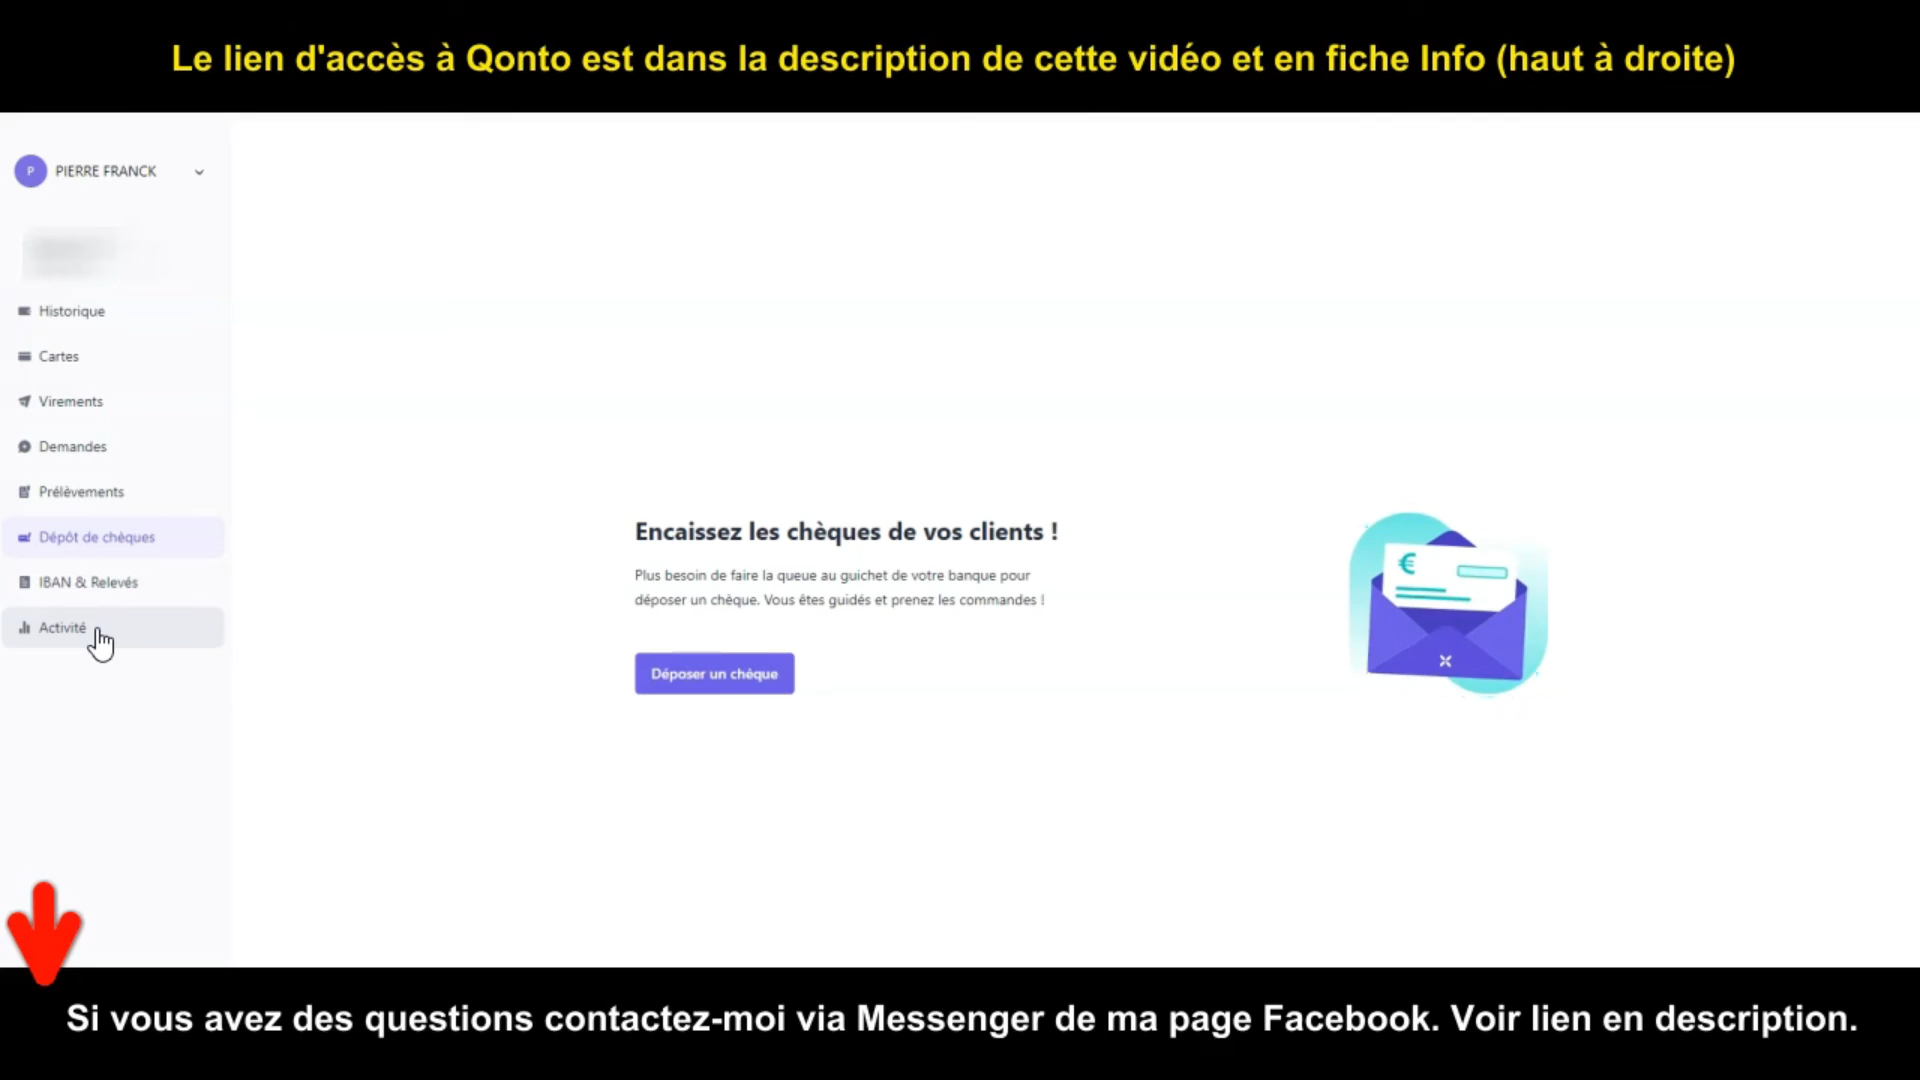 Le lien d'accès à Qonto est dans la description de cette vidéo et en fiche Info (haut à droite)
P PIERRE FRANCK
Historique
Cartes
Virements
Demandes
Prélèvements
Dépôt de chèques
IBAN & Relevés
Activité
Encaissez les chèques de vos clients !
Plus besoin de faire la queue au guichet de votre banque pour
déposer un chèque. Vous êtes guidés et prenez les commandes !
Déposer un chèque
€
Si vous avez des questions contactez-moi via Messenger de ma page Facebook. Voir lien en description.